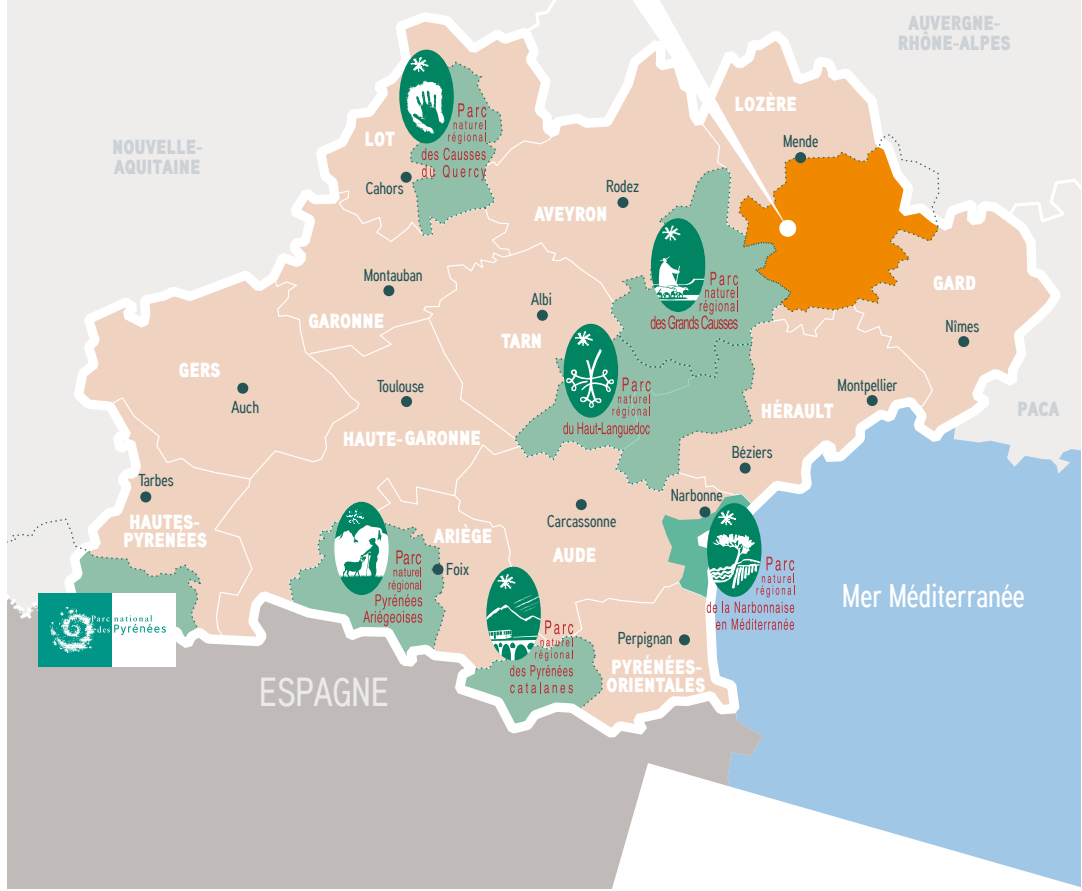 AUVERGNE-
RHÔNE-ALPES
NOUVELLE-
AQUITAINE
LOT
Parc
naturel
régional
des Causses
du Quercy
Cahors
LOZÈRE
Mende
Rodez
AVEYRON
Montauban
GARONNE
Albi
TARN
Parc
naturel
régional
des Grands Causses
GARD
Nîmes
GERS
Auch
Toulouse
HAUTE-GARONNE
Parc
naturel
régional
du Haut-Languedoc
Montpellier
HÉRAULT
PACA
Béziers
Tarbes
HAUTES-
PYRÉNÉES
Narbonne
Carcassonne
AUDE
ARIÈGE
Foix
Parc
naturel
régional
Pyrénées
Ariégeoises
Parc
naturel
régional
de la Narbonnaise
en Méditerranée
Mer Méditerranée
Parc national
des Pyrénées
Parc
naturel
régional
des Pyrénées
catalanes
Perpignan
PYRÉNÉES-
ORIENTALES
ESPAGNE